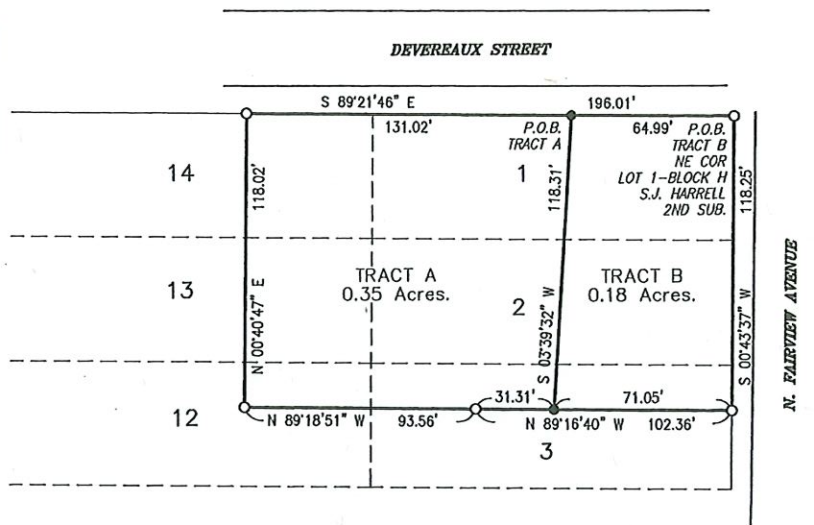 DEVEREAUX STREET
S 89°21'46" E
196.01'
131.02'
P.O.B.
TRACT A
64.99'
P.O.B.
TRACT B
NE COR
LOT 1-BLOCK H
S.J. HARRELL
2ND SUB.
14
1
118.02'
118.31'
118.25'
13
TRACT A
0.35 Acres.
2
TRACT B
0.18 Acres.
N 00°40'47" E
S 03°39'32" W
S 00°43'37" W
N. FAIRVIEW AVENUE
31.31'
71.05'
12
N 89°18'51" W
93.56'
N 89°16'40" W
102.36'
3